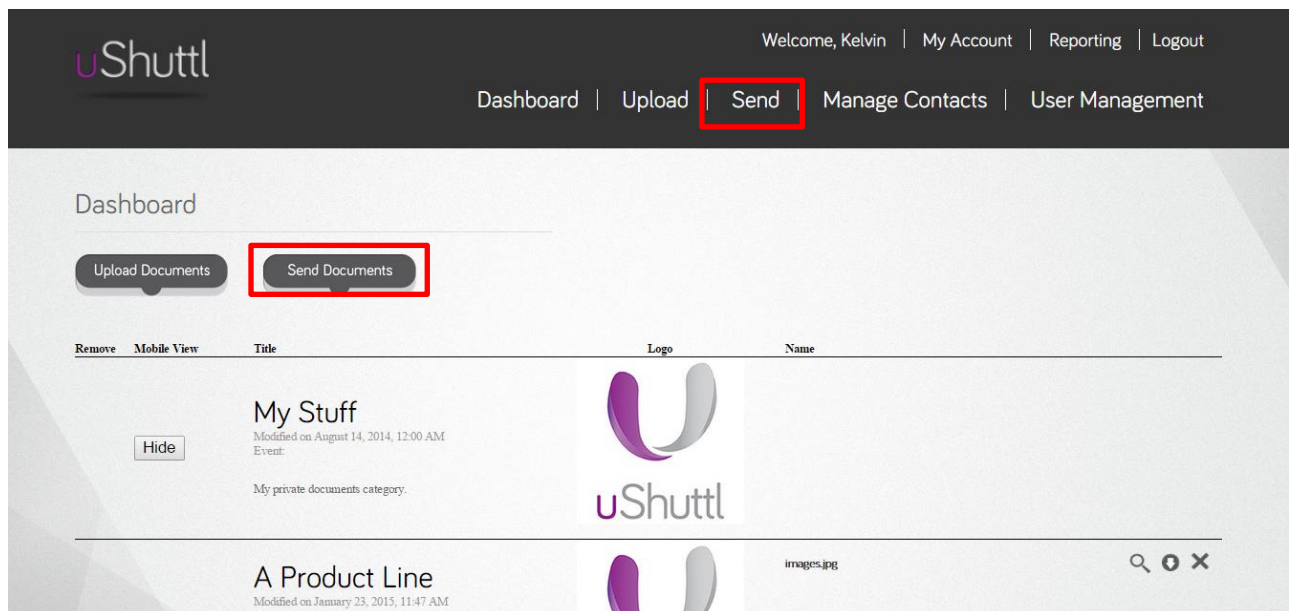 uShuttl
Welcome, Kelvin | My Account | Reporting | Logout
Dashboard | Upload | Send | Manage Contacts | User Management
Dashboard
Upload Documents Send Documents
Remove Mobile View Title Logo Name
My Stuff
Modified on August 14, 2014, 12:00 AM
Hide
Event:
My private documents category.
uShuttl
A Product Line
images.jpg
Modified on January 23, 2015, 11:47 AM